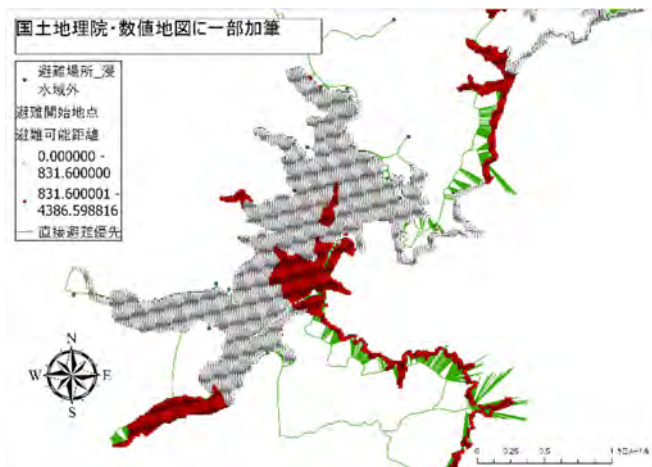 国土地理院・数値地図に一部加筆
避難場所_浸
水域外
避難開始地点
避難可能距離
0.000000 -
831.600000
831.600001 -
4386.598816
直接避難優先
N
W E
S
0 0.25 0.5 1